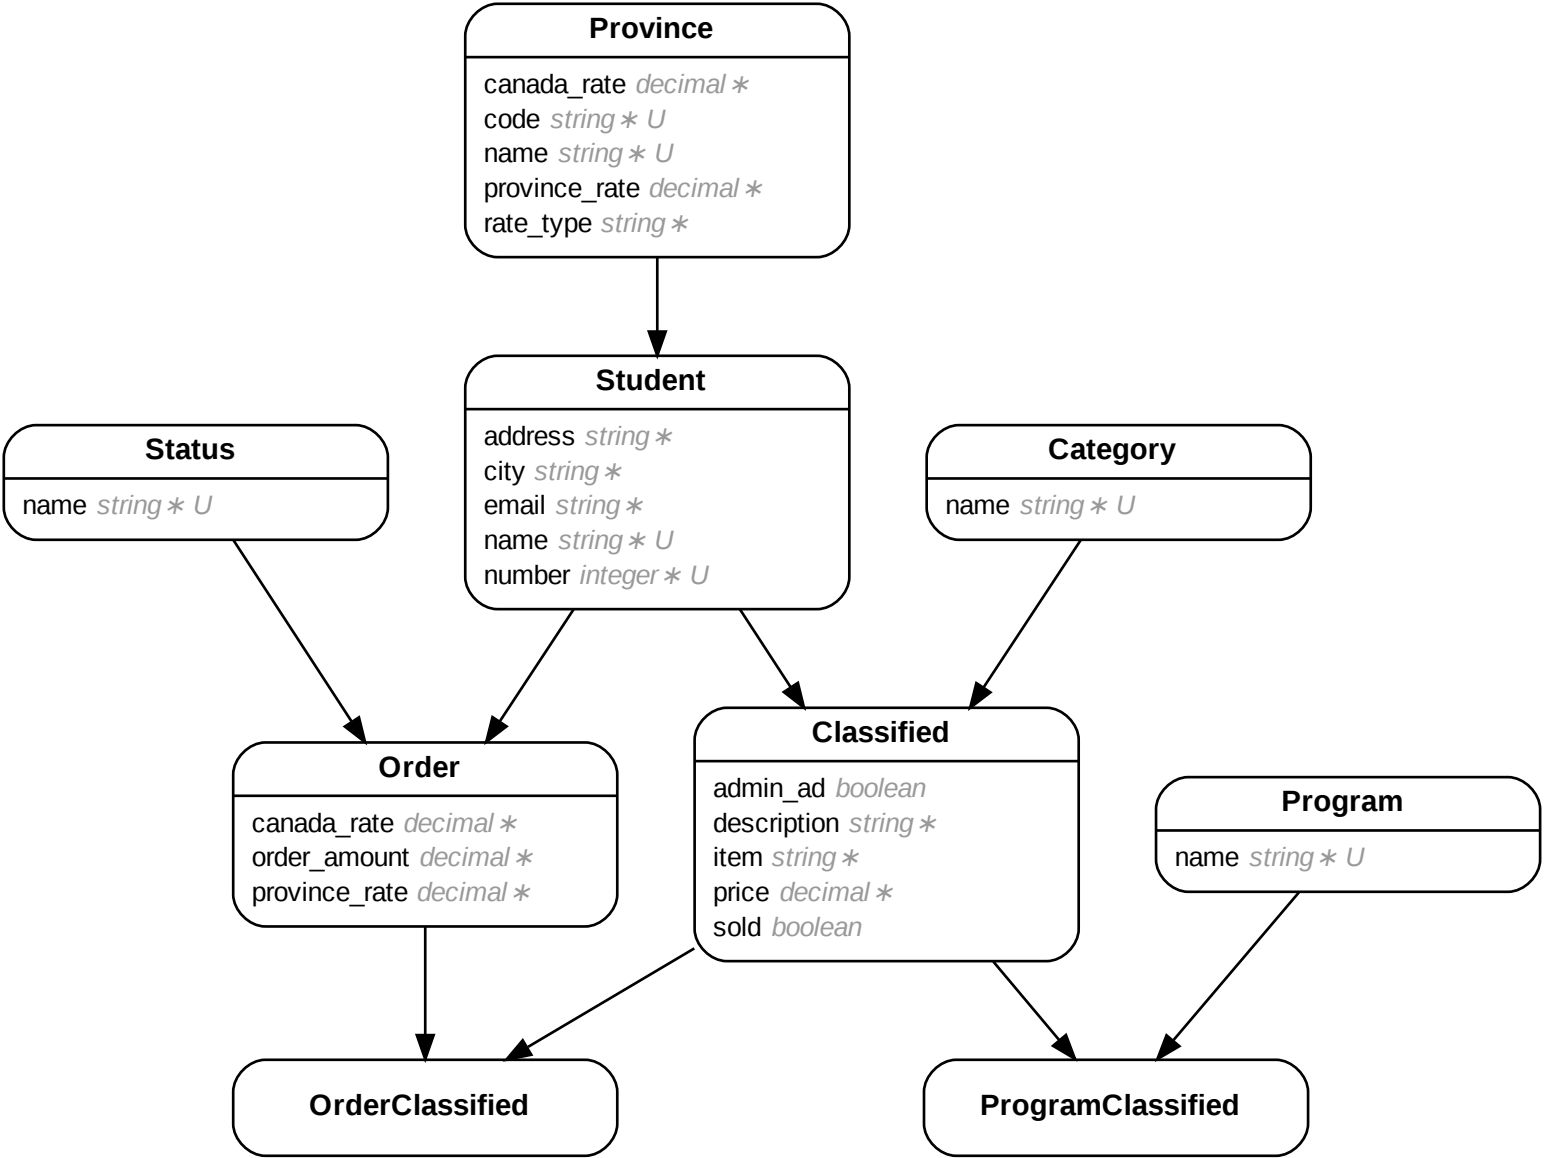 Province
canada_rate decimal ∗
code string ∗ U
name string ∗ U
province_rate decimal ∗
rate_type string ∗
Student
address string ∗
city string ∗
email string ∗
name string ∗ U
number integer ∗ U
Status
name string ∗ U
Category
name string ∗ U
Order
canada_rate decimal ∗
order_amount decimal ∗
province_rate decimal ∗
Classified
admin_ad boolean
description string ∗
item string ∗
price decimal ∗
sold boolean
Program
name string ∗ U
OrderClassified
ProgramClassified